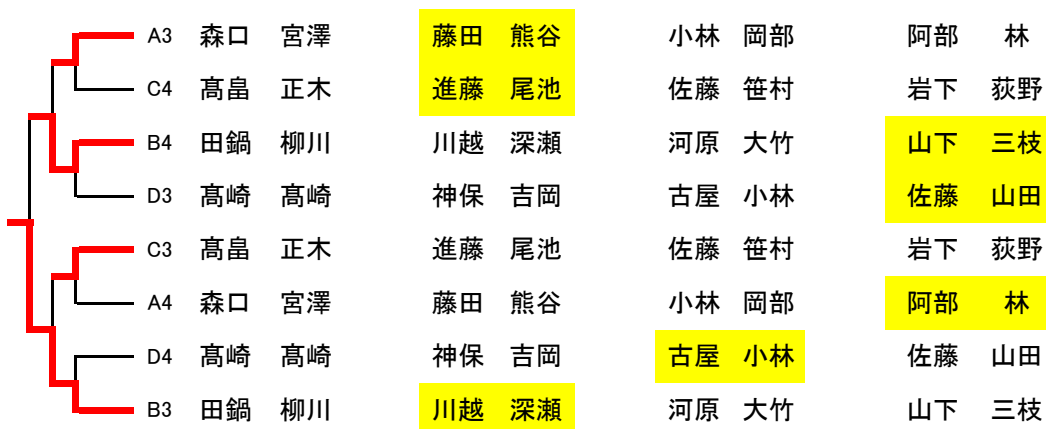 A3 森口 宮澤 藤田 熊谷 小林 岡部 阿部 林
C4 髙畠 正木 進藤 尾池 佐藤 笹村 岩下 荻野
B4 田鍋 柳川 川越 深瀬 河原 大竹 山下 三枝
D3 髙崎 髙崎 神保 吉岡 古屋 小林 佐藤 山田
C3 髙畠 正木 進藤 尾池 佐藤 笹村 岩下 荻野
A4 森口 宮澤 藤田 熊谷 小林 岡部 阿部 林
D4 髙崎 髙崎 神保 吉岡 古屋 小林 佐藤 山田
B3 田鍋 柳川 川越 深瀬 河原 大竹 山下 三枝